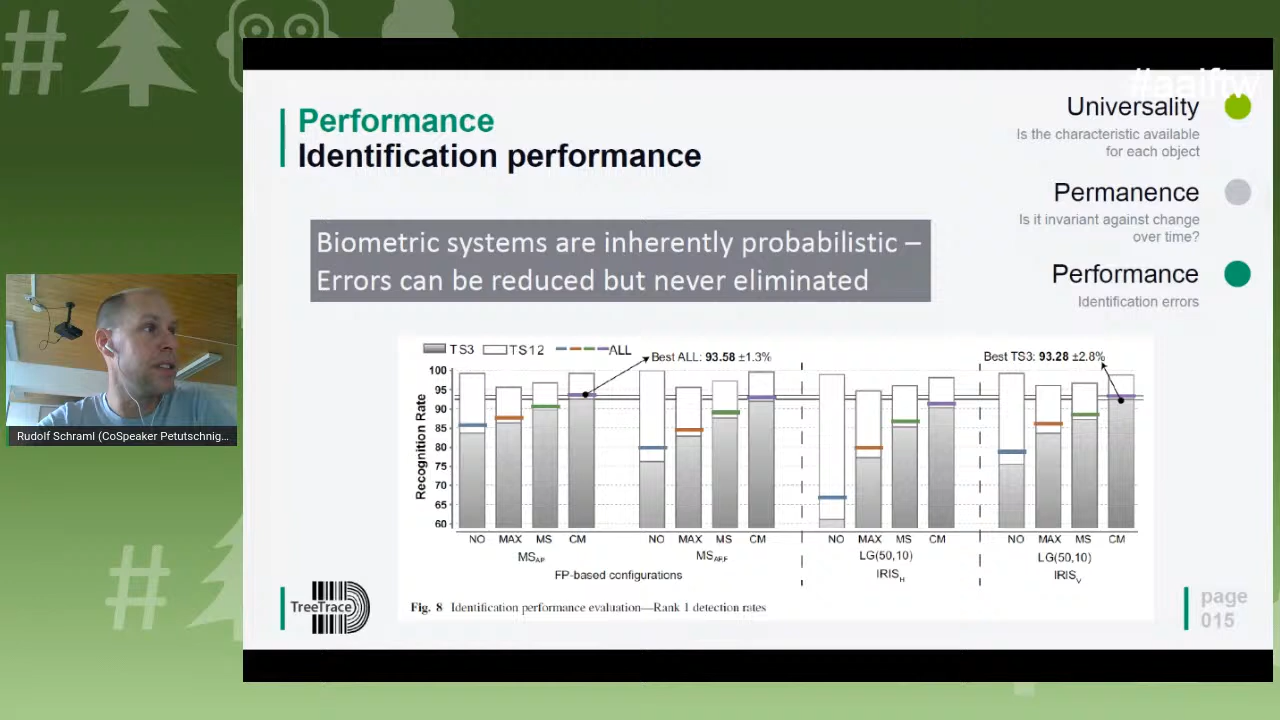 #aaiftw
Performance
Identification performance
Universality
Is the characteristic available
for each object
Permanence
Is it invariant against change
over time?
Performance
Identification errors
Biometric systems are inherently probabilistic –
Errors can be reduced but never eliminated
TS3 TS12 ALL
Best ALL: 93.58 ±1.3%
Best TS3: 93.28 ±2.8%
Recognition Rate
100
95
90
85
80
75
70
65
60
NO MAX MS CM NO MAX MS CM NO MAX MS CM NO MAX MS CM
MS_AP MS_AP,F LG(50,10) LG(50,10)
FP-based configurations IRIS_H IRIS_V
Fig. 8 Identification performance evaluation—Rank 1 detection rates
TreeTrace
page
015
Rudolf Schraml (CoSpeaker Petutschnig...